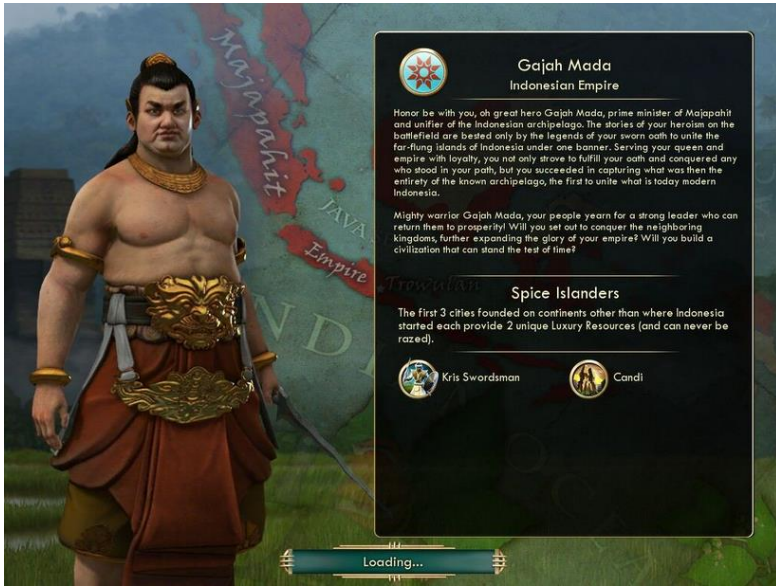 Majapahit
Empire
JAVA
Trowulan
Gajah Mada
Indonesian Empire
Honor be with you, oh great hero Gajah Mada, prime minister of Majapahit
and unifier of the Indonesian archipelago. The stories of your heroism on the
battlefield are bested only by the legends of your sworn oath to unite the
far-flung islands of Indonesia under one banner. Serving your queen and
empire with loyalty, you not only strove to fulfill your oath and conquered any
who stood in your path, but you succeeded in capturing what was then the
entirety of the known archipelago, the first to unite what is today modern
Indonesia.
Mighty warrior Gajah Mada, your people yearn for a strong leader who can
return them to prosperity! Will you set out to conquer the neighboring
kingdoms, further expanding the glory of your empire? Will you build a
civilization that can stand the test of time?
Spice Islanders
The first 3 cities founded on continents other than where Indonesia
started each provide 2 unique Luxury Resources (and can never be
razed).
Kris Swordsman
Candi
Loading...